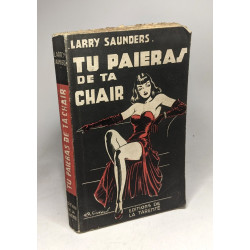 LARRY SAUNDERS.
TU PAIERAS
DE TA
CHAIR
EDITIONS DE
LA TARENTE
TU PAIERAS DE TA CHAIR